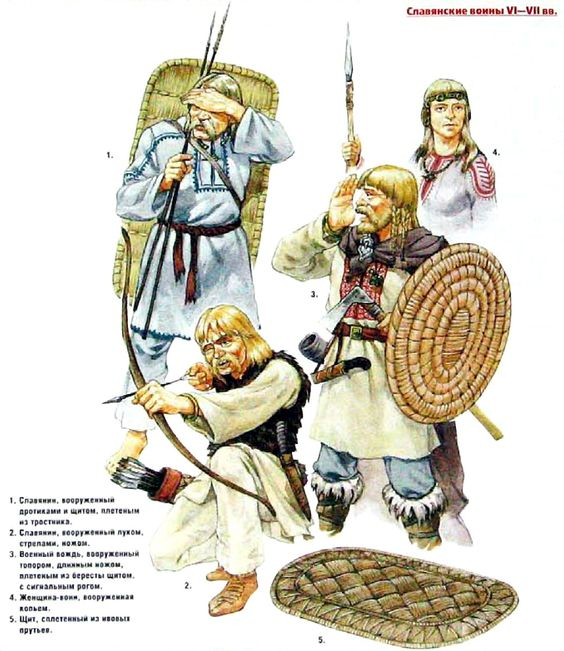 Славянские воины VI—VII вв.
1.
4.
3.
1. Славянин, вооруженный
дротиками и щитом, плетеным
из тростника.
2. Славянин, вооруженный луком,
стрелами, ножом.
3. Военный вождь, вооруженный
топором, длинным ножом,
плетеным из бересты щитом,
с сигнальным рогом.
4. Женщина-воин, вооруженная
копьем.
5. Щит, сплетенный из ивовых
прутьев.
2.
5.